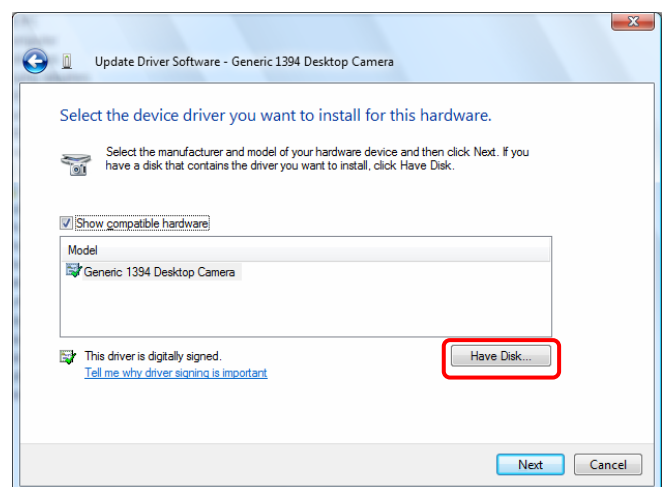 Update Driver Software - Generic 1394 Desktop Camera
Select the device driver you want to install for this hardware.
Select the manufacturer and model of your hardware device and then click Next. If you
have a disk that contains the driver you want to install, click Have Disk.
Show compatible hardware
Model
Generic 1394 Desktop Camera
This driver is digitally signed.
Have Disk...
Tell me why driver signing is important
Next
Cancel